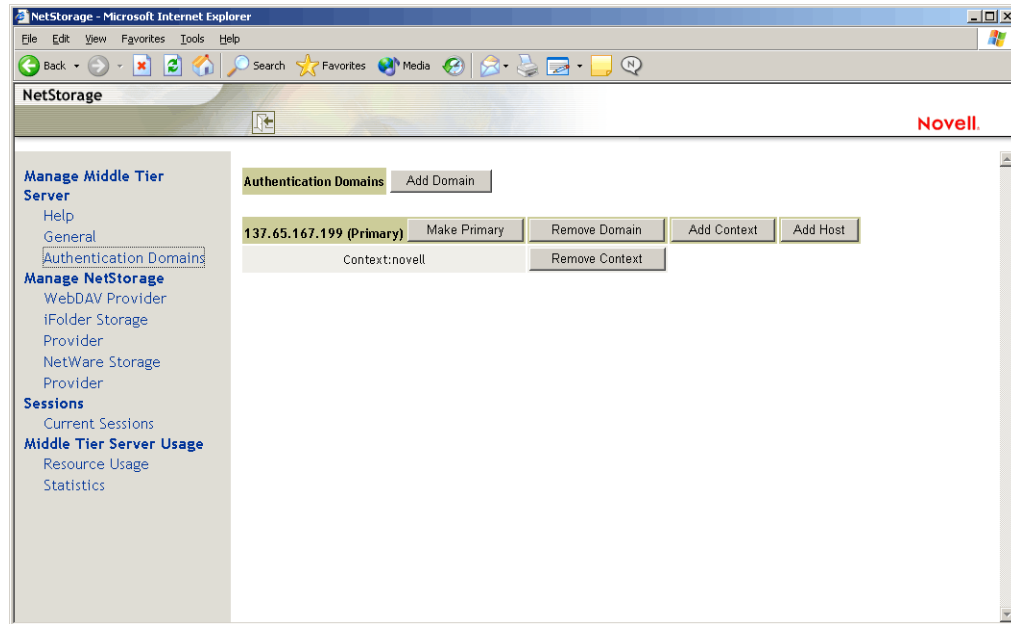 NetStorage - Microsoft Internet Explorer
File Edit View Favorites Tools Help
Back Search Favorites Media
NetStorage
Novell.
Manage Middle Tier
Server
Help
General
Authentication Domains
Manage NetStorage
WebDAV Provider
iFolder Storage
Provider
NetWare Storage
Provider
Sessions
Current Sessions
Middle Tier Server Usage
Resource Usage
Statistics
Authentication Domains Add Domain
137.65.167.199 (Primary) Make Primary Remove Domain Add Context Add Host
Context:novell Remove Context